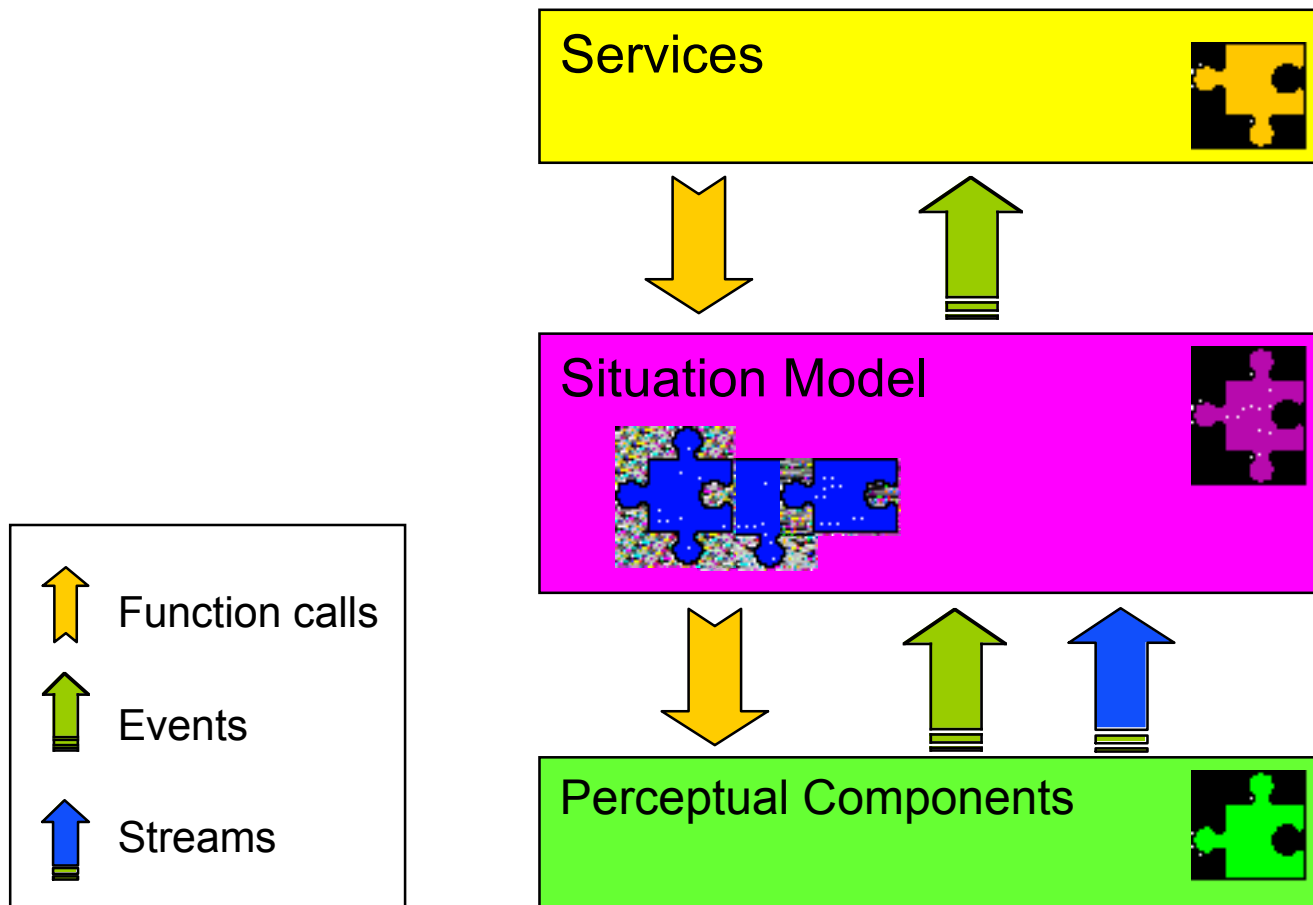 Services
Situation Model
Function calls
Events
Streams
Perceptual Components